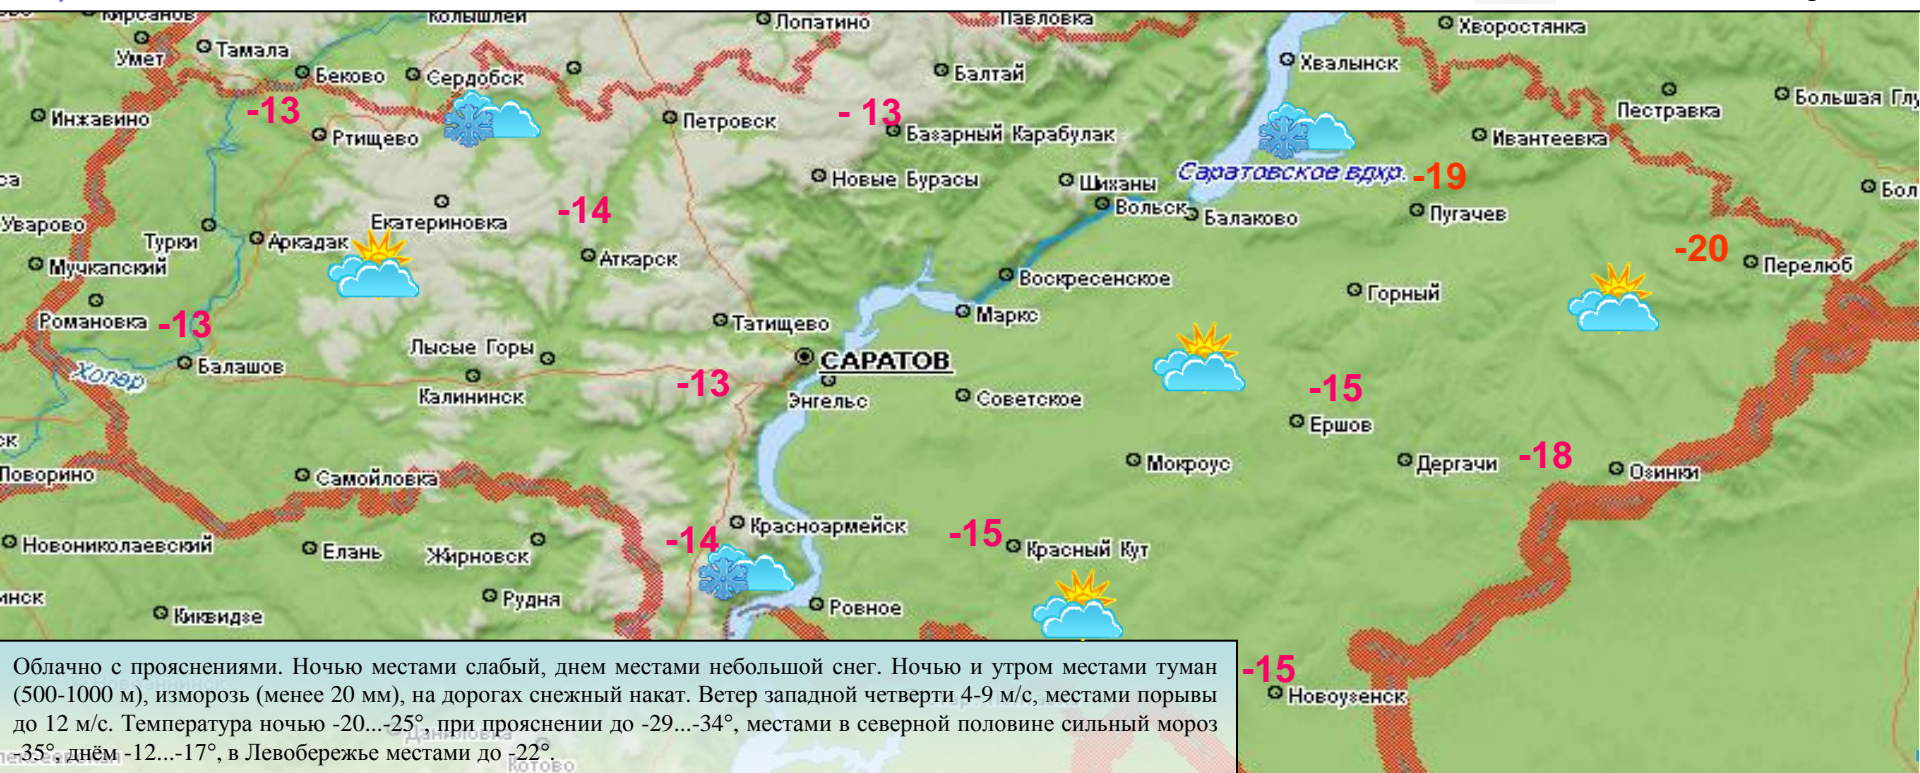 Кирсанов
Колышлей
Лопатино
Павловка
Хворостянка
Умет
Тамала
Беково
Сердобск
Балтай
Хвалынск
Пестравка
Большая Глу
Инжавино
-13
Ртищево
Петровск
- 13
Базарный Карабулак
Ивантеевка
са
Новые Бурасы
Шиханы
Саратовское вдхр.
-19
Бол
Уварово
Турки
Екатериновка
-14
Вольск
Балаково
Пугачев
Аркадак
Аткарск
-20
Мучкапский
Воскресенское
Перелюб
Горный
Романовка
-13
Татищево
Маркс
Лысые Горы
САРАТОВ
Хопер
Балашов
Калининск
-13
Энгельс
Советское
-15
Ершов
ск
Поворино
Самойловка
Мокроус
Дергачи
-18
Озинки
Новониколаевский
Елань
Жирновск
-14
Красноармейск
-15
Красный Кут
инск
Киквидзе
Рудня
Ровное
Облачно с прояснениями. Ночью местами слабый, днем местами небольшой снег. Ночью и утром местами туман
(500-1000 м), изморозь (менее 20 мм), на дорогах снежный накат. Ветер западной четверти 4-9 м/с, местами порывы
до 12 м/с. Температура ночью -20...-25°, при прояснении до -29...-34°, местами в северной половине сильный мороз
-35°, днём -12...-17°, в Левобережье местами до -22°.
-15
Новоузенск
Даниловка
Котово